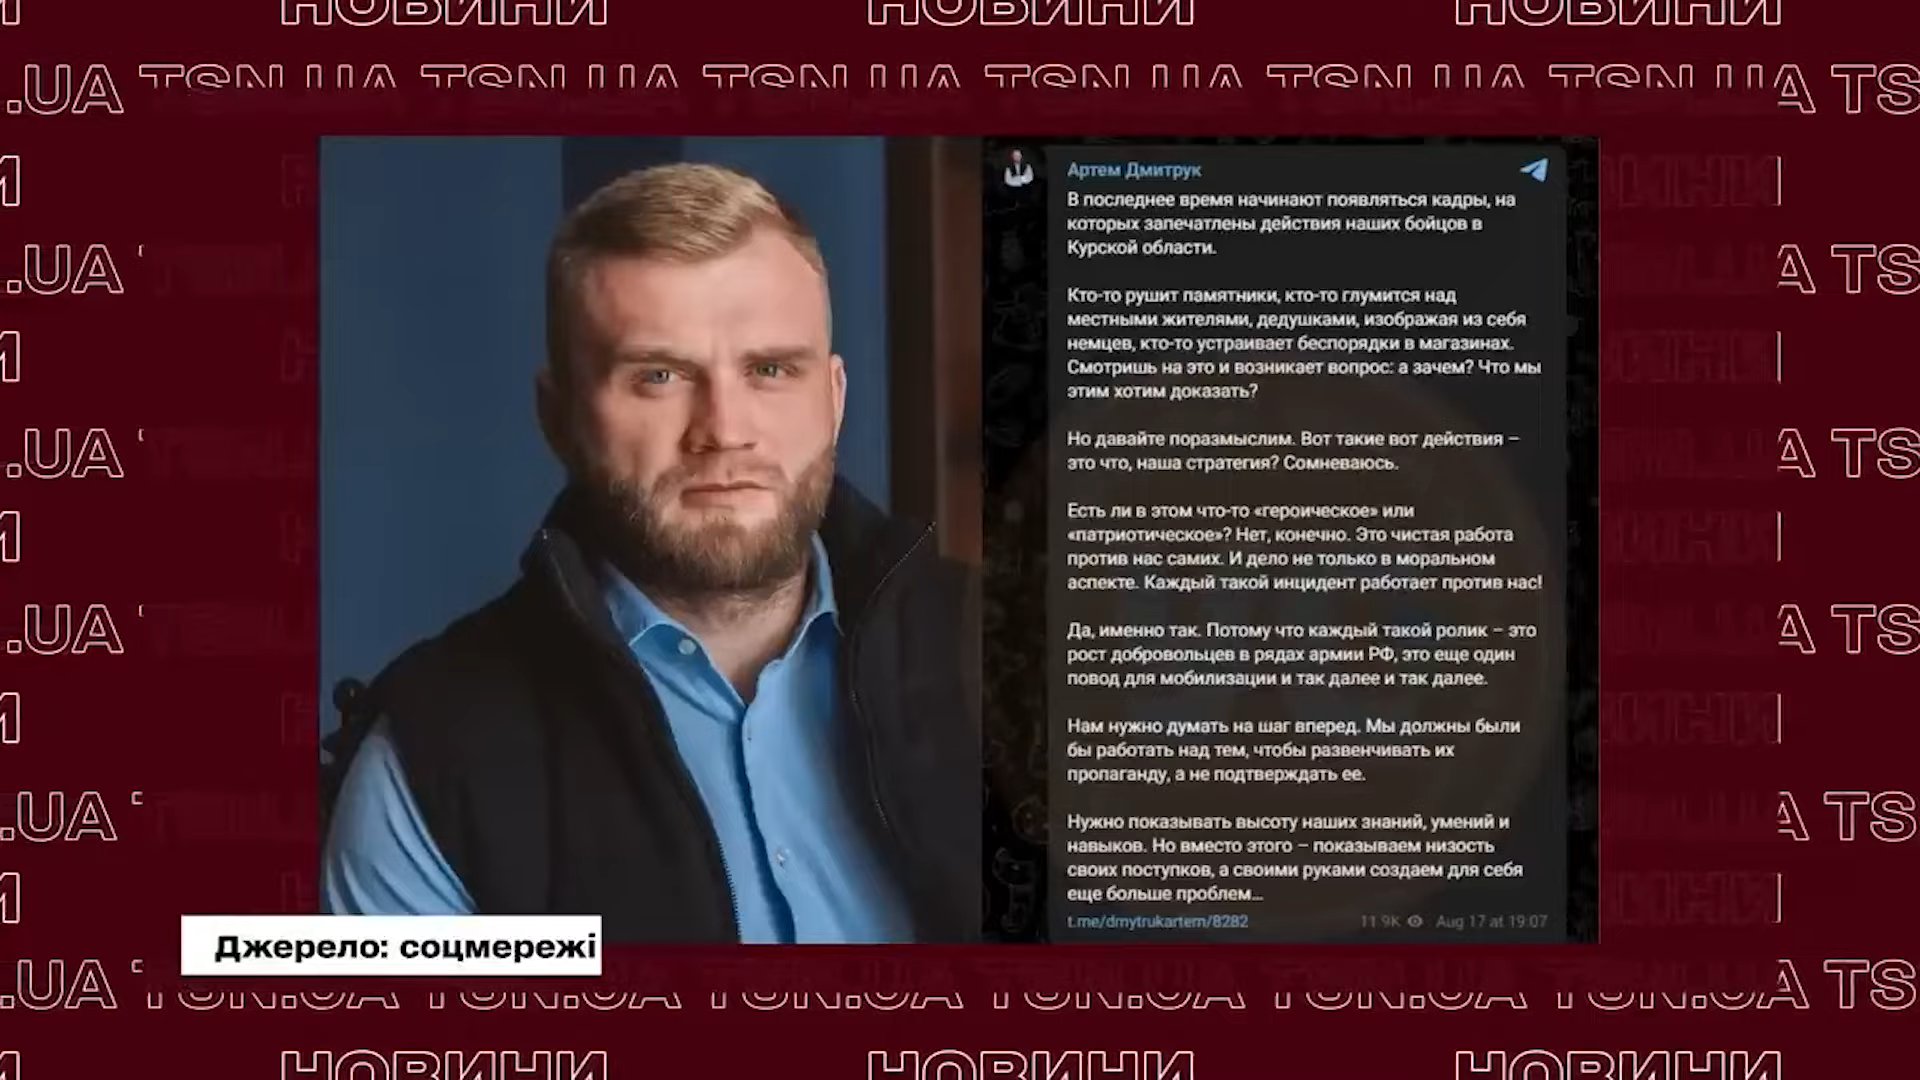 НОВИНИ НОВИНИ НОВИНИ
.UA TSN.UA TSN.UA TSN.UA TSN.UA TSN.UA TSN.UA TS
Артем Дмитрук
В последнее время начинают появляться кадры, на
которых запечатлены действия наших бойцов в
Курской области.
Кто-то рушит памятники, кто-то глумится над
местными жителями, дедушками, изображая из себя
немцев, кто-то устраивает беспорядки в магазинах.
Смотришь на это и возникает вопрос: а зачем? Что мы
этим хотим доказать?
Но давайте поразмыслим. Вот такие вот действия –
это что, наша стратегия? Сомневаюсь.
Есть ли в этом что-то «героическое» или
«патриотическое»? Нет, конечно. Это чистая работа
против нас самих. И дело не только в моральном
аспекте. Каждый такой инцидент работает против нас!
Да, именно так. Потому что каждый такой ролик – это
рост добровольцев в рядах армии РФ, это еще один
повод для мобилизации и так далее и так далее.
Нам нужно думать на шаг вперед. Мы должны были
бы работать над тем, чтобы развенчивать их
пропаганду, а не подтверждать ее.
Нужно показывать высоту наших знаний, умений и
навыков. Но вместо этого – показываем низость
своих поступков, а своими руками создаем для себя
еще больше проблем...
t.me/dmytrukartem/8282 11.9K Aug 17 at 19:07
Джерело: соцмережі
.UA TSN.UA TSN.UA TSN.UA TSN.UA TSN.UA TSN.UA TS
НОВИНИ НОВИНИ НОВИНИ